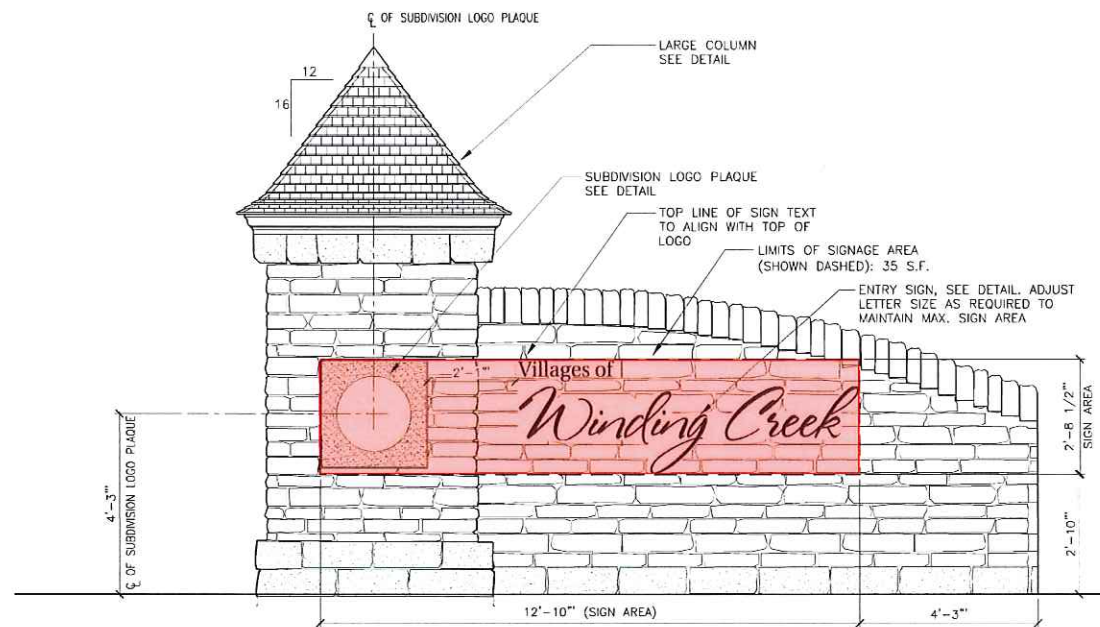 ℄ OF SUBDIVISION LOGO PLAQUE
LARGE COLUMN
SEE DETAIL
12
16
SUBDIVISION LOGO PLAQUE
SEE DETAIL
TOP LINE OF SIGN TEXT
TO ALIGN WITH TOP OF
LOGO
LIMITS OF SIGNAGE AREA
(SHOWN DASHED): 35 S.F.
ENTRY SIGN, SEE DETAIL. ADJUST
LETTER SIZE AS REQUIRED TO
MAINTAIN MAX. SIGN AREA
2'-1"'
Villages of
Winding Creek
2'-8 1/2"'
SIGN AREA
4'-3"'
℄ OF SUBDIVISION LOGO PLAQUE
2'-10"'
12'-10"' (SIGN AREA)
4'-3"'